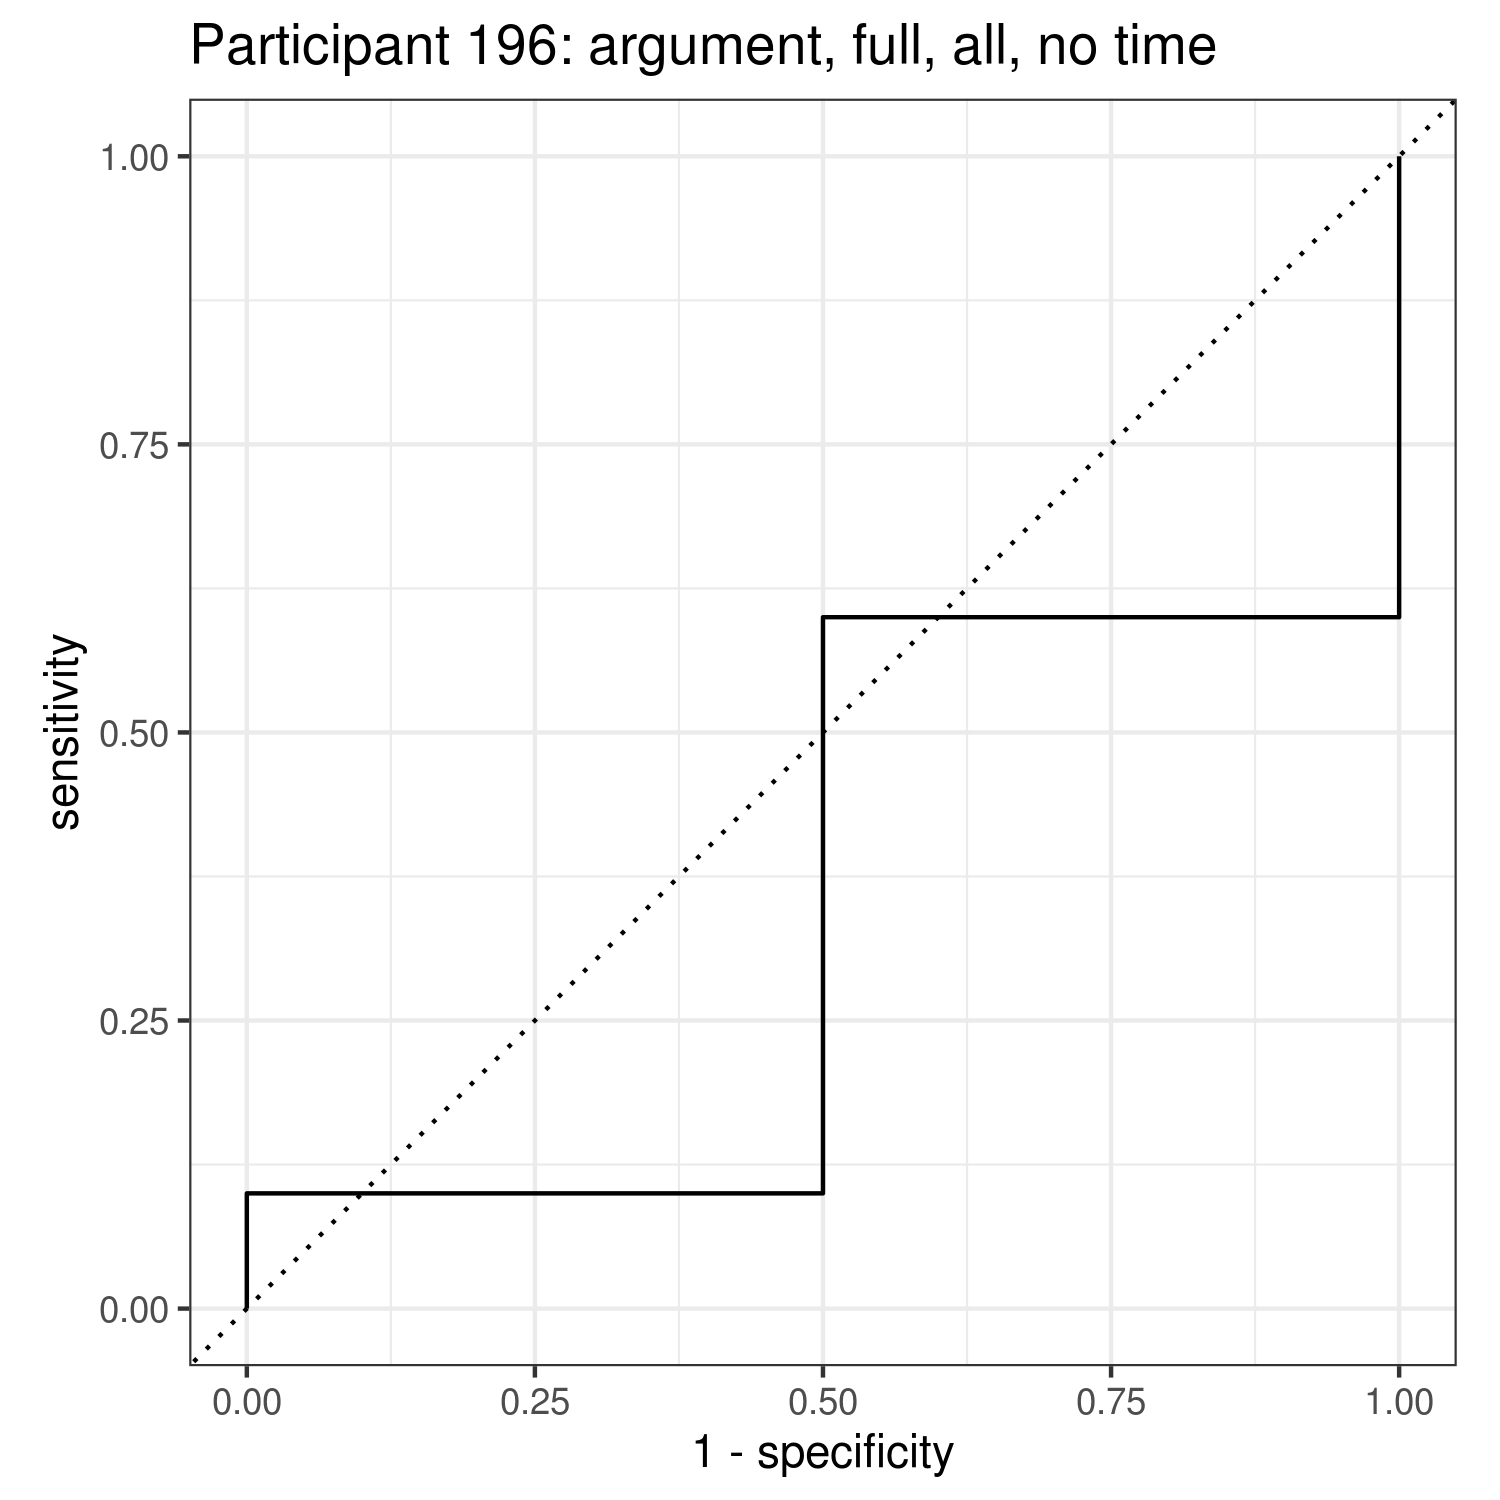 Participant 196: argument, full, all, no time
1.00
0.75
0.50
0.25
0.00
sensitivity
0.00 0.25 0.50 0.75 1.00
1 - specificity